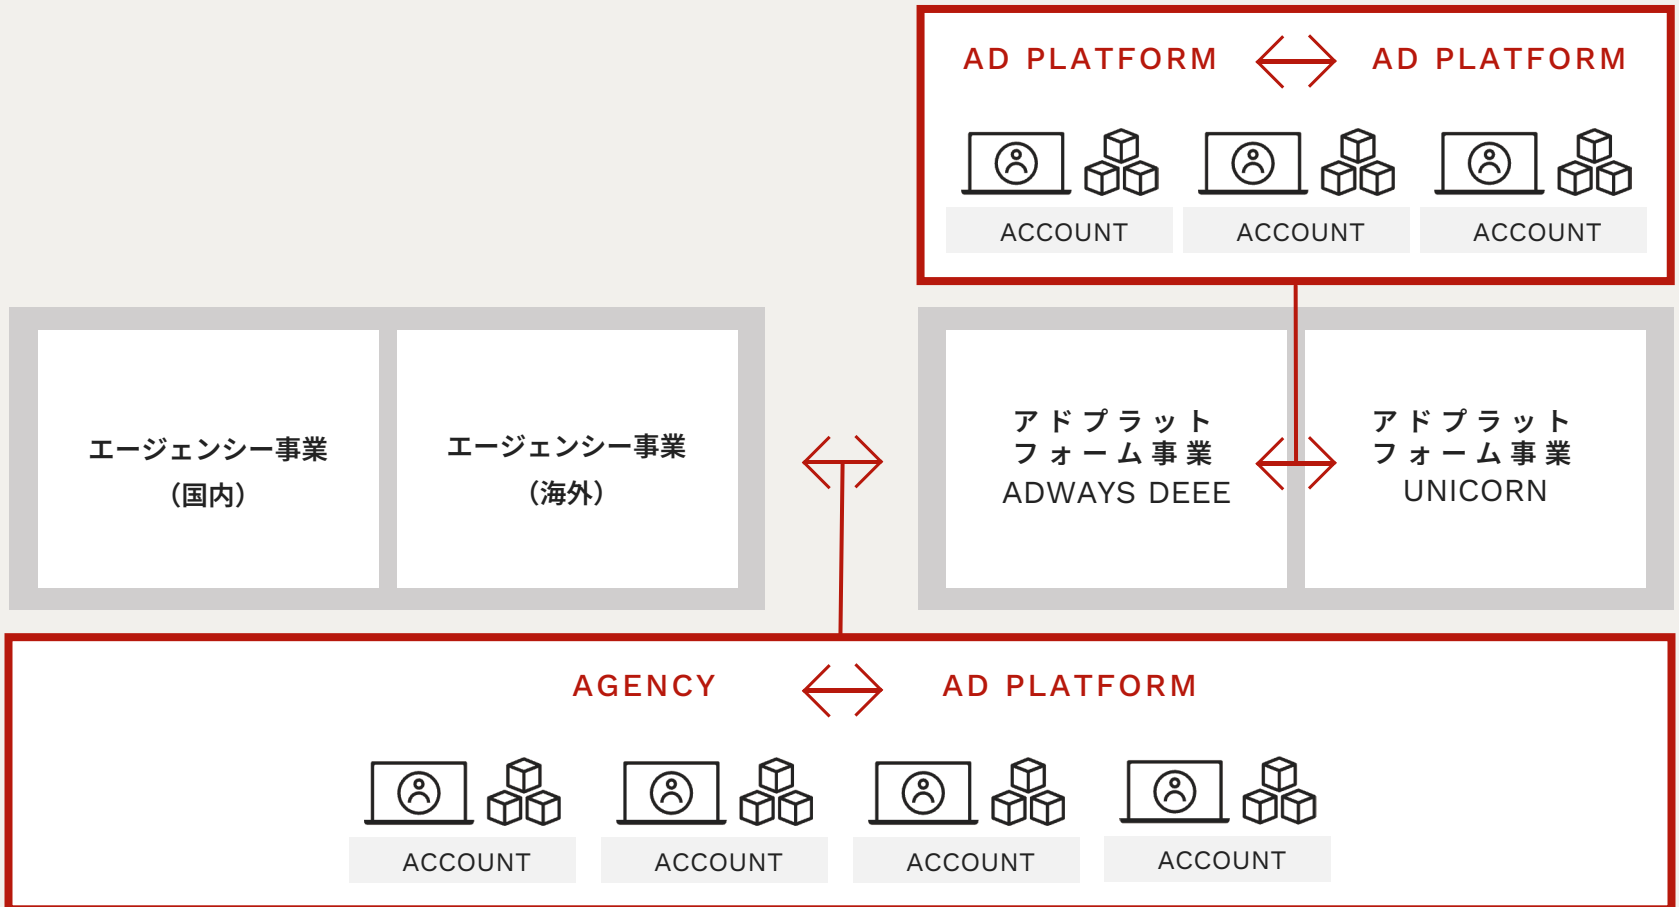 AD PLATFORM
AD PLATFORM
ACCOUNT
ACCOUNT
ACCOUNT
エージェンシー事業
（国内）
エージェンシー事業
（海外）
アドプラット
フォーム事業
ADWAYS DEEE
アドプラット
フォーム事業
UNICORN
AGENCY
AD PLATFORM
ACCOUNT
ACCOUNT
ACCOUNT
ACCOUNT